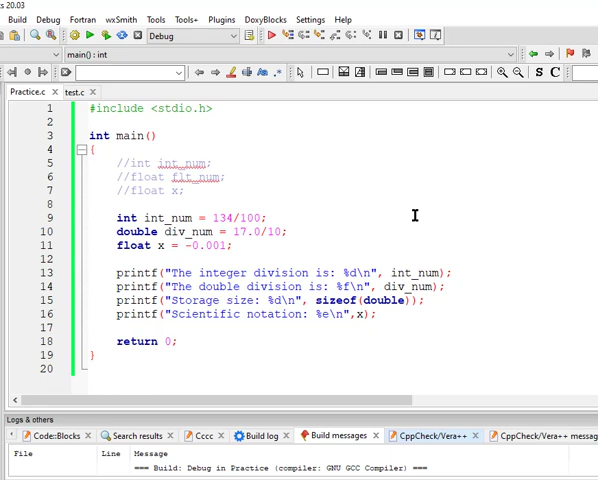 20.03
Build Debug Fortran wxSmith Tools Tools+ Plugins DoxyBlocks Settings Help
Debug
main() : int
S C
Practice.c test.c
1 #include <stdio.h>
2
3 int main()
4 {
5 //int int_num;
6 //float flt_num;
7 //float x;
8
9 int int_num = 134/100;
10 double div_num = 17.0/10;
11 float x = -0.001;
12
13 printf("The integer division is: %d\n", int_num);
14 printf("The double division is: %f\n", div_num);
15 printf("Storage size: %d\n", sizeof(double));
16 printf("Scientific notation: %e\n",x);
17
18 return 0;
19 }
20
Logs & others
Code::Blocks Search results Cccc Build log Build messages CppCheck/Vera++ CppCheck/Vera++ messag
File Line Message
=== Build: Debug in Practice (compiler: GNU GCC Compiler) ===